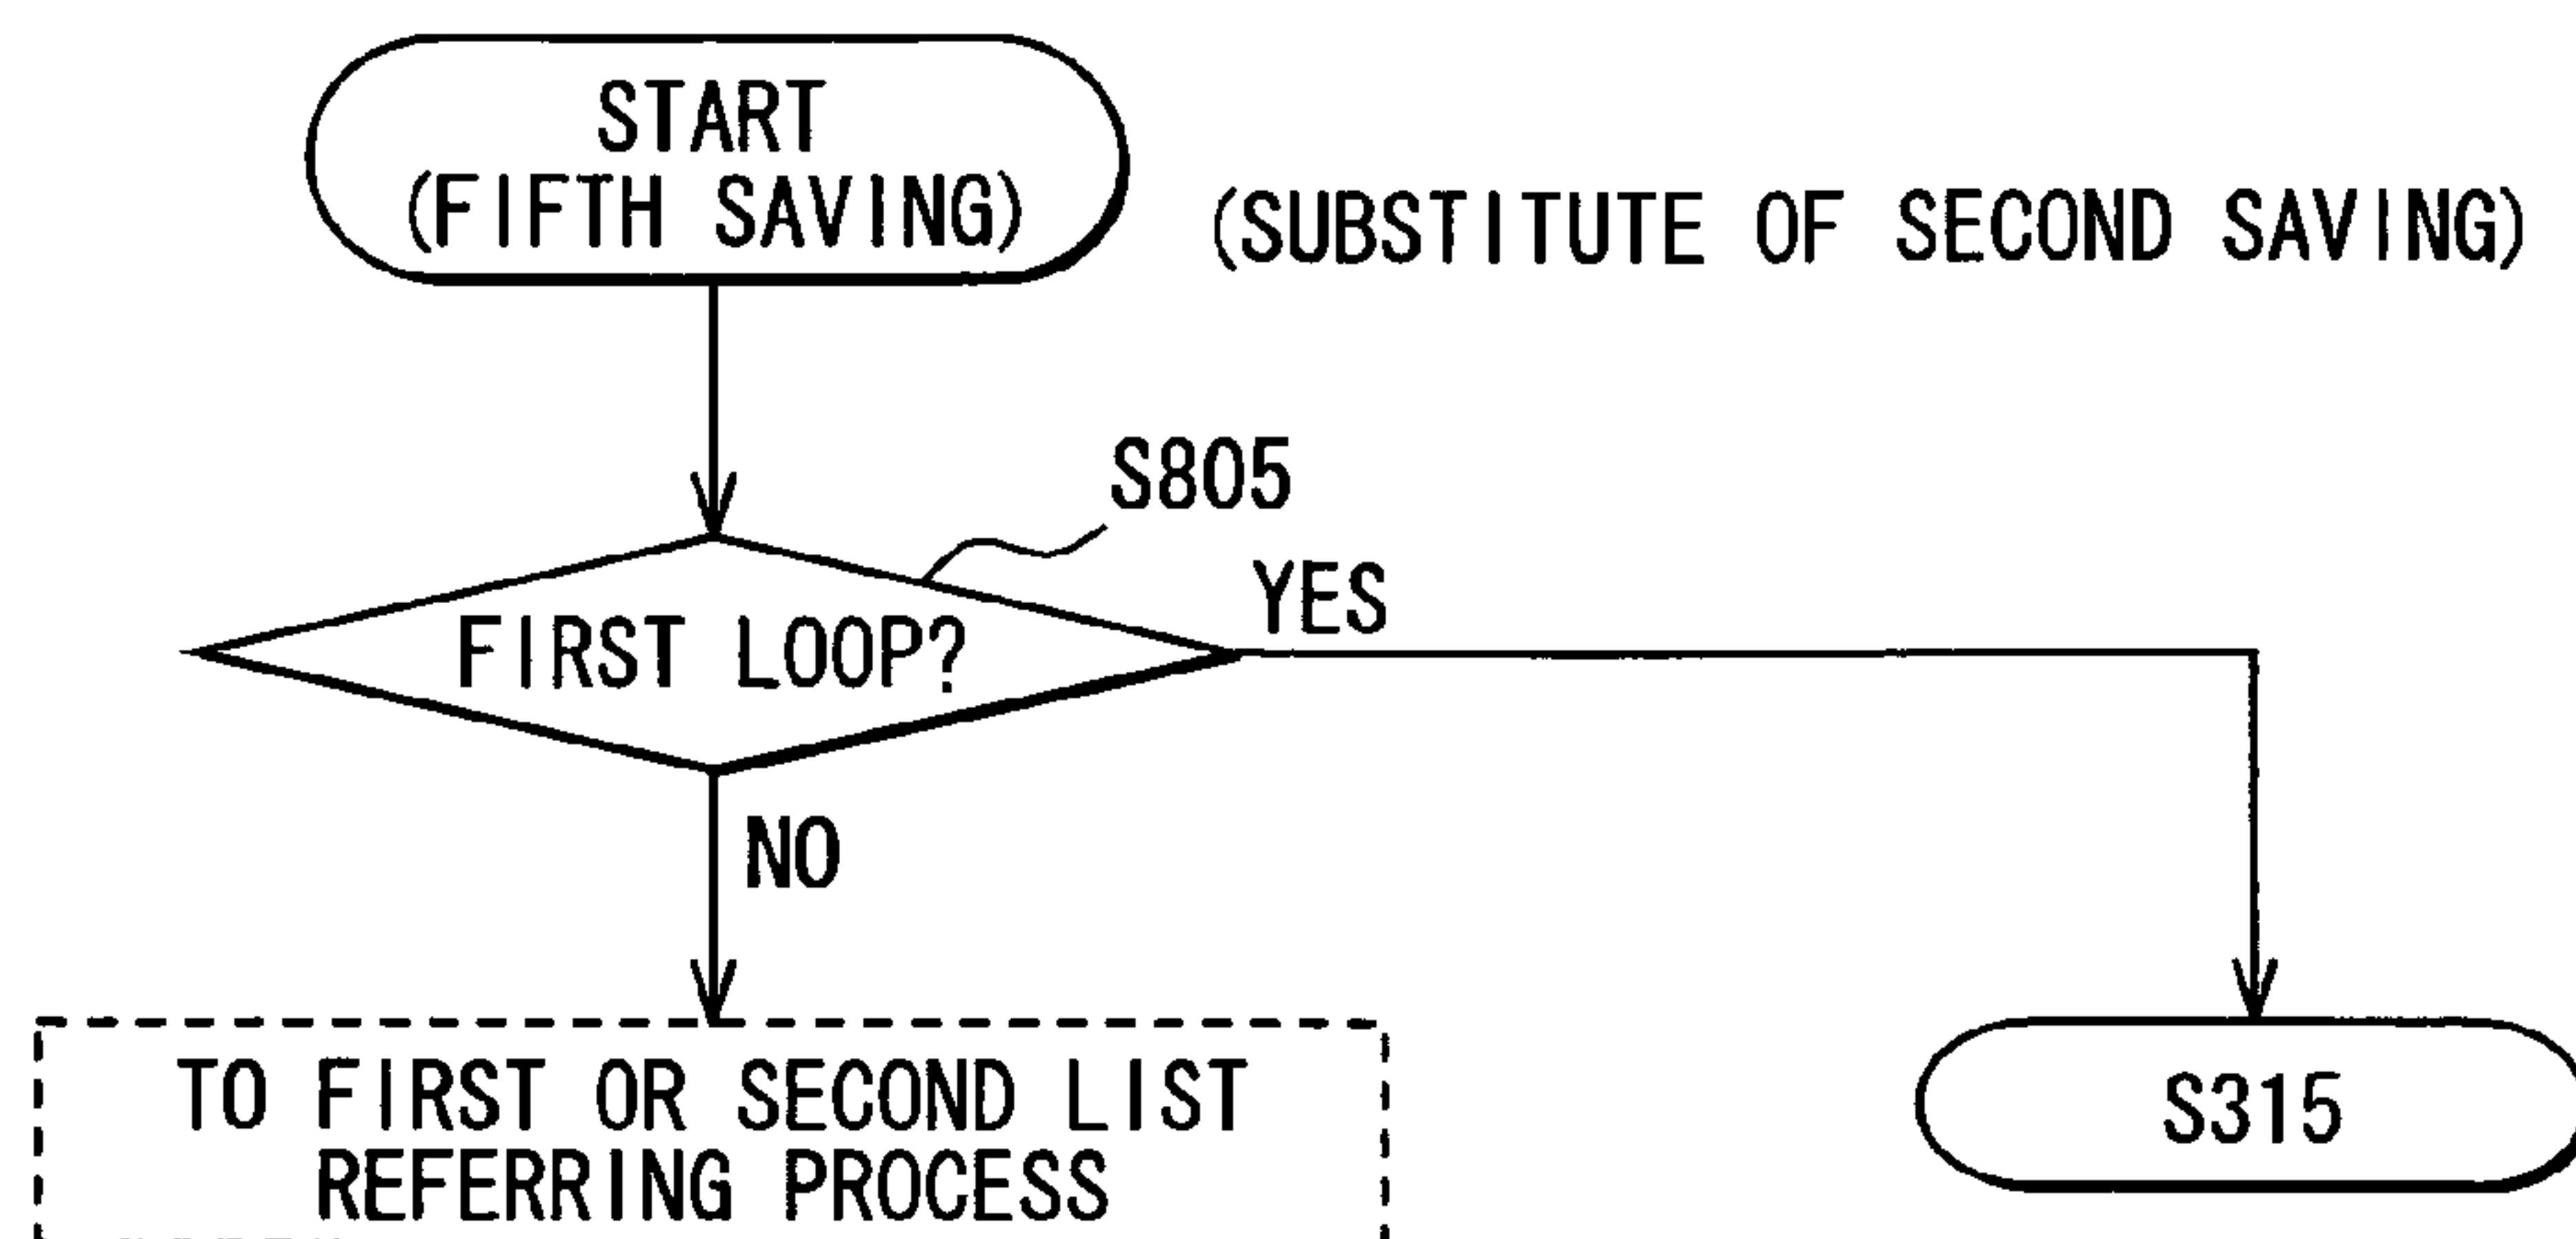 START
(FIFTH SAVING)
(SUBSTITUTE OF SECOND SAVING)
S805
FIRST LOOP?
YES
NO
TO FIRST OR SECOND LIST
REFERRING PROCESS
S315